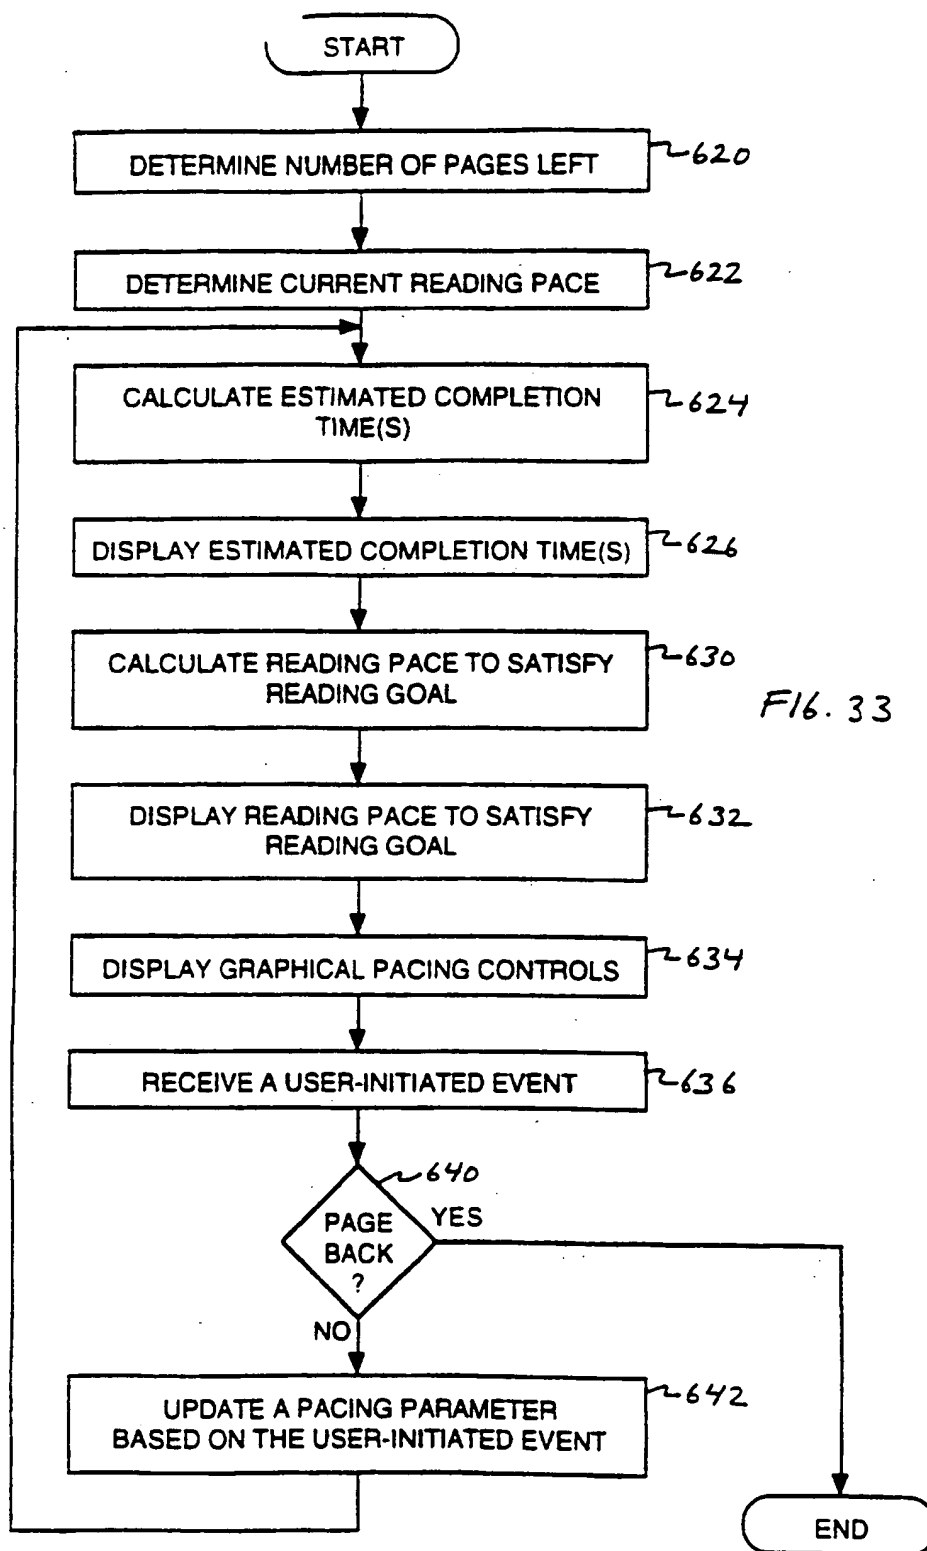 START
DETERMINE NUMBER OF PAGES LEFT
620
DETERMINE CURRENT READING PACE
622
CALCULATE ESTIMATED COMPLETION
TIME(S)
624
DISPLAY ESTIMATED COMPLETION TIME(S)
626
CALCULATE READING PACE TO SATISFY
READING GOAL
630
FIG. 33
DISPLAY READING PACE TO SATISFY
READING GOAL
632
DISPLAY GRAPHICAL PACING CONTROLS
634
RECEIVE A USER-INITIATED EVENT
636
640
PAGE
BACK
?
YES
NO
UPDATE A PACING PARAMETER
BASED ON THE USER-INITIATED EVENT
642
END